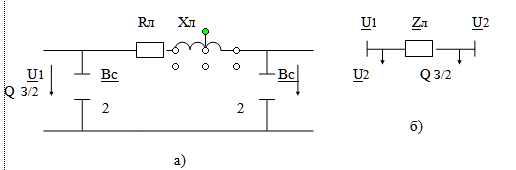 Rл Xл
U1 Bc Bc
Q 3/2
2 2
а)
U1 Zл U2
U2 Q 3/2
б)